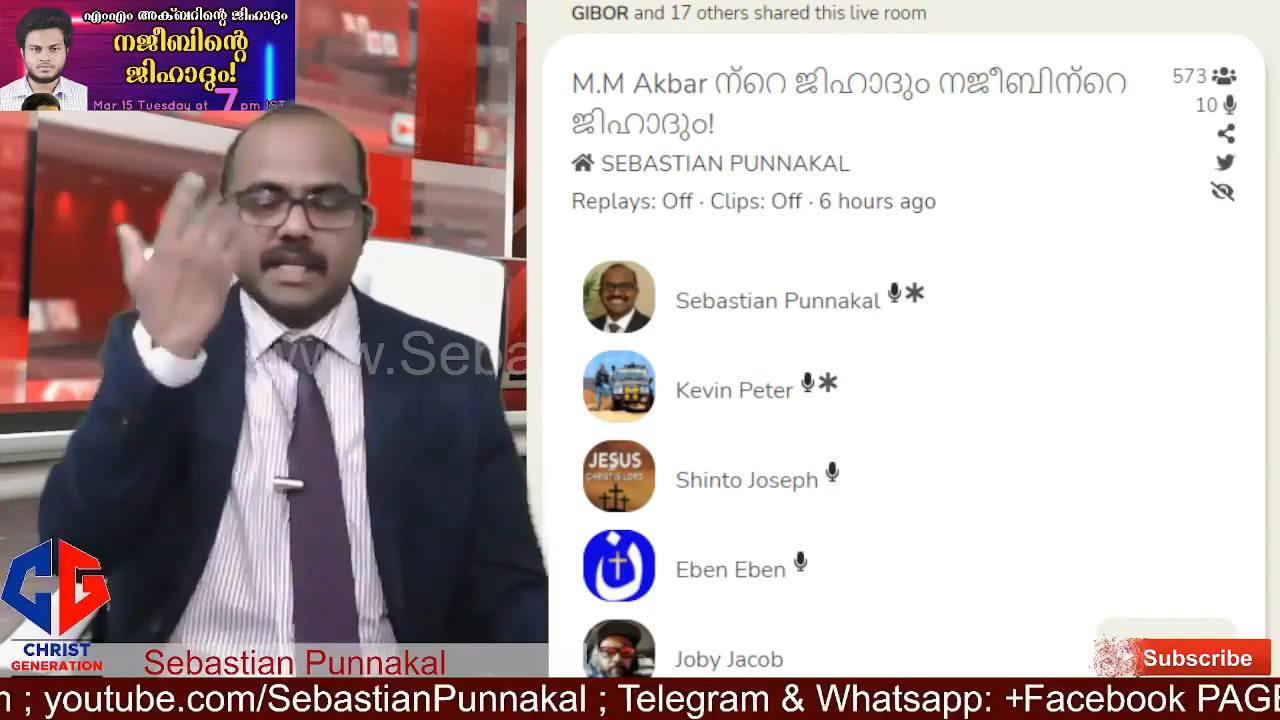 എംഎം അക്ബറിന്റെ ജിഹാദും
നജീബിന്റെ
ജിഹാദും!
Mar 15 Tuesday at 7 pm IST
GIBOR and 17 others shared this live room
M.M Akbar ന്റെ ജിഹാദും നജീബിന്റെ
ജിഹാദും!
573
10
SEBASTIAN PUNNAKAL
Replays: Off · Clips: Off · 6 hours ago
Sebastian Punnakal
Kevin Peter
JESUS
CHRIST IS LORD
Shinto Joseph
ن
Eben Eben
Joby Jacob
www.Seba
CG
CHRIST
GENERATION
Sebastian Punnakal
Subscribe
; youtube.com/SebastianPunnakal ; Telegram & Whatsapp: +Facebook PAGE